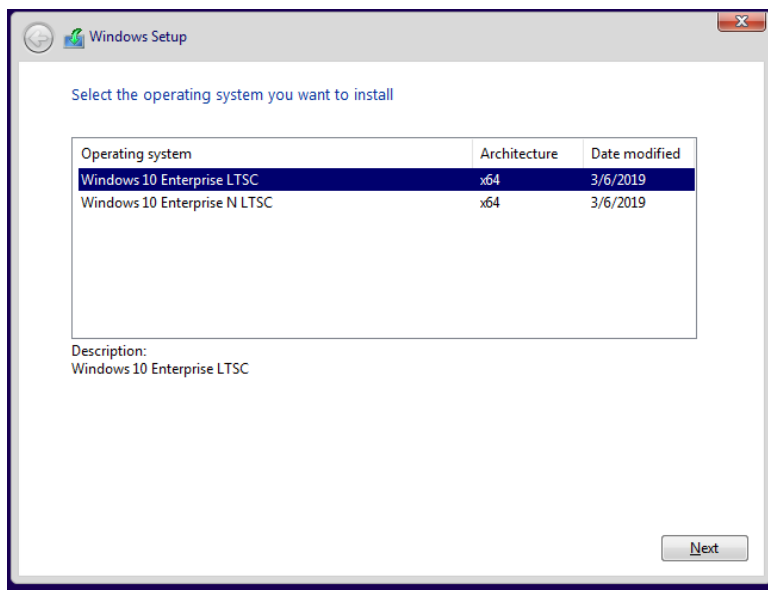 Windows Setup
Select the operating system you want to install
Operating system Architecture Date modified
Windows 10 Enterprise LTSC x64 3/6/2019
Windows 10 Enterprise N LTSC x64 3/6/2019
Description:
Windows 10 Enterprise LTSC
Next